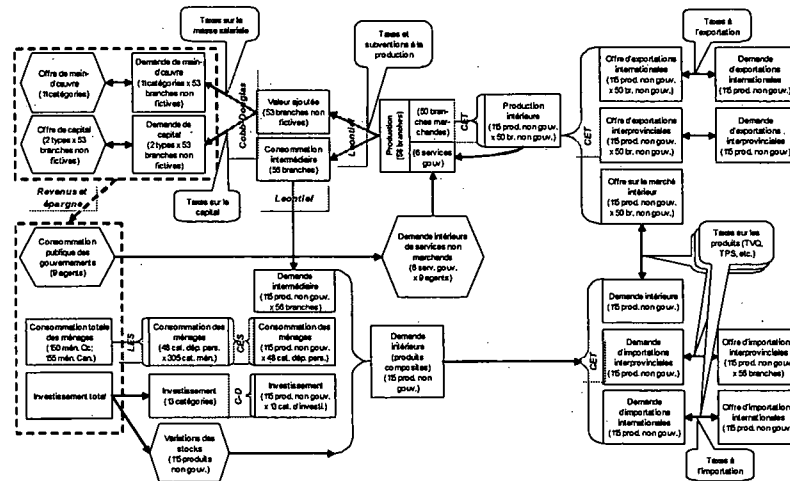 Taxes sur la
masse salariale
Taxes et
subventions à la
production
Taxes à
l'exportation
Offre de main-
d'œuvre
(11 catégories)
Demande de
main-d'œuvre
(11 catégories x 53
branches non
fictives)
Offre de capital
(2 types x 53
branches non
fictives)
Demande de
capital
(2 types x 53
branches non
fictives)
Cobb-Douglas
Valeur ajoutée
(53 branches non
fictives)
Consommation
intermédiaire
(56 branches)
Leontief
Leontief
Production
(56 branches)
(50 bran-
ches mar-
chandes)
(6 services
gouv.)
CET
Production
intérieure
(115 prod. non gouv.
x 50 br. non gouv.)
CET
Offre d'exportations
internationales
(115 prod. non gouv.
x 50 br. non gouv.)
Demande
d'exportations
internationales
(115 prod. non gouv.)
Offre d'exportations
interprovinciales
(115 prod. non gouv.
x 50 br. non gouv.)
Demande
d'exportations
interprovinciales
(115 prod. non gouv.)
Offre sur le marché
intérieur
(115 prod. non gouv.
x 50 br. non gouv.)
Revenus et
épargne
Taxes sur le
capital
Taxes sur les
produits (TVQ,
TPS, etc.)
Consommation
publique des
gouvernements
(9 agents)
Demande intérieure
de services non
marchands
(6 serv. gouv.
x 9 agents)
Demande
intermédiaire
(115 prod. non gouv.
x 56 branches)
Consommation totale
des ménages
(150 mén. Qc;
155 mén. Can.)
LES
Consommation des
ménages
(48 cat. dép. pers.
x 305 cat. mén.)
CES
Consommation des
ménages
(115 prod. non gouv.
x 48 cat. dép. pers.)
Investissement total
Investissement
(13 catégories)
C-D
Investissement
(115 prod. non gouv.
x 13 cat. d'investi.)
Variations des
stocks
(115 produits
non gouv.)
Demande
intérieure
(produits
composites)
(115 prod. non
gouv.)
CET
Demande intérieure
(115 prod. non gouv.)
Demande
d'importations
interprovinciales
(115 prod. non gouv.)
Offre d'importations
interprovinciales
(115 prod. non gouv.
x 56 branches)
Demande
d'importations
internationales
(115 prod. non gouv.)
Offre d'importations
internationales
(115 prod. non gouv.)
Taxes à
l'importation